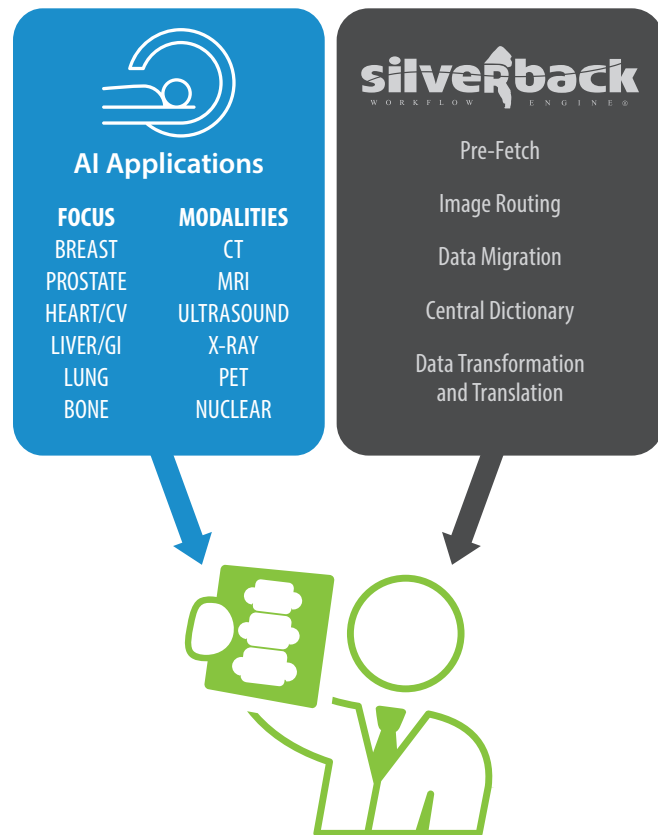 AI Applications
FOCUS
BREAST
PROSTATE
HEART/CV
LIVER/GI
LUNG
BONE
MODALITIES
CT
MRI
ULTRASOUND
X-RAY
PET
NUCLEAR
silverback
WORKFLOW ENGINE®
Pre-Fetch
Image Routing
Data Migration
Central Dictionary
Data Transformation
and Translation